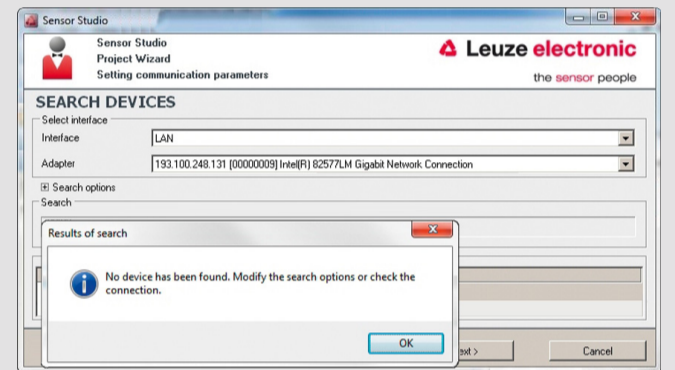 Sensor Studio
Sensor Studio
Project Wizard
Setting communication parameters
Leuze electronic
the sensor people
SEARCH DEVICES
Select interface
Interface
LAN
Adapter
193.100.248.131 [00000009] Intel(R) 82577LM Gigabit Network Connection
Search options
Search
Results of search
No device has been found. Modify the search options or check the
connection.
OK
Cancel